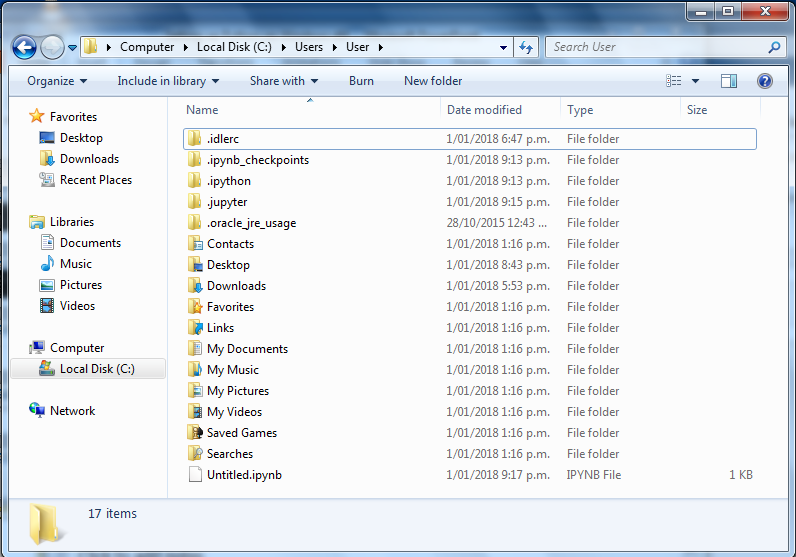 Computer Local Disk (C:) Users User Search User
Organize Include in library Share with Burn New folder
Favorites
Desktop
Downloads
Recent Places
Libraries
Documents
Music
Pictures
Videos
Computer
Local Disk (C:)
Network
Name Date modified Type Size
.idlerc 1/01/2018 6:47 p.m. File folder
.ipynb_checkpoints 1/01/2018 9:13 p.m. File folder
.ipython 1/01/2018 9:13 p.m. File folder
.jupyter 1/01/2018 9:15 p.m. File folder
.oracle_jre_usage 28/10/2015 12:43 ... File folder
Contacts 1/01/2018 1:16 p.m. File folder
Desktop 1/01/2018 8:43 p.m. File folder
Downloads 1/01/2018 5:53 p.m. File folder
Favorites 1/01/2018 1:16 p.m. File folder
Links 1/01/2018 1:16 p.m. File folder
My Documents 1/01/2018 1:16 p.m. File folder
My Music 1/01/2018 1:16 p.m. File folder
My Pictures 1/01/2018 1:16 p.m. File folder
My Videos 1/01/2018 1:16 p.m. File folder
Saved Games 1/01/2018 1:16 p.m. File folder
Searches 1/01/2018 1:16 p.m. File folder
Untitled.ipynb 1/01/2018 9:17 p.m. IPYNB File 1 KB
17 items